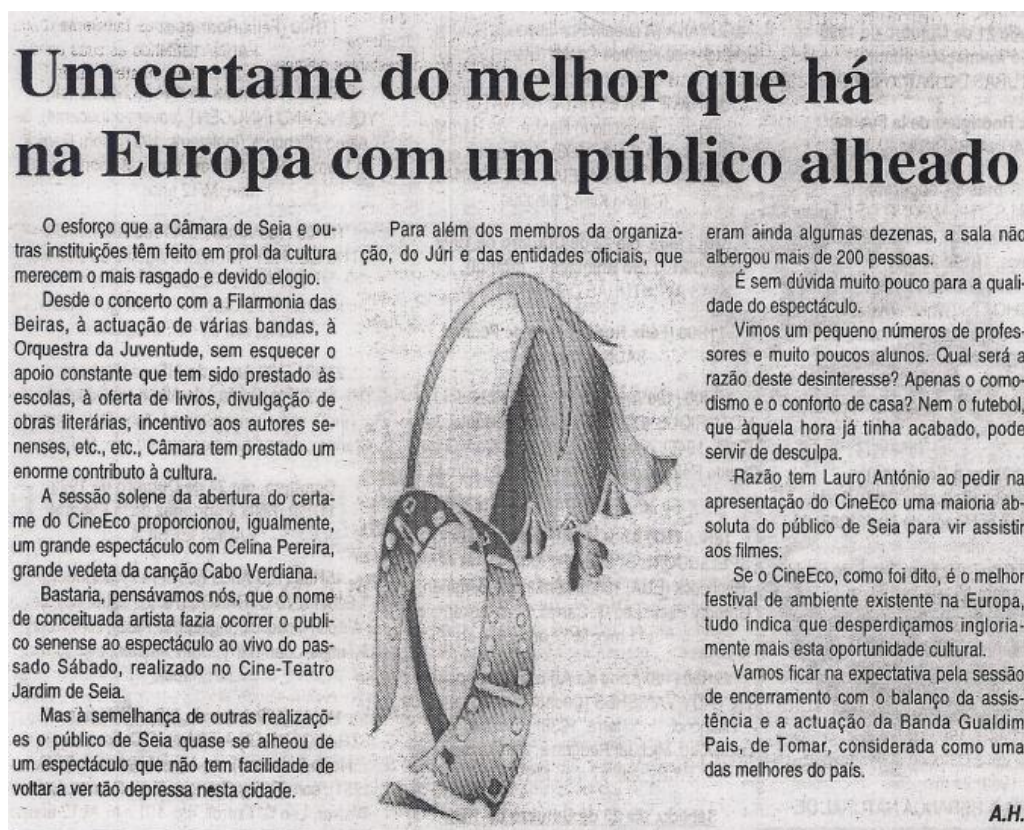 Um certame do melhor que há
na Europa com um público alheado
O esforço que a Câmara de Seia e ou-
tras instituições têm feito em prol da cultura
merecem o mais rasgado e devido elogio.
Desde o concerto com a Filarmonia das
Beiras, à actuação de várias bandas, à
Orquestra da Juventude, sem esquecer o
apoio constante que tem sido prestado às
escolas, à oferta de livros, divulgação de
obras literárias, incentivo aos autores se-
nenses, etc., etc., Câmara tem prestado um
enorme contributo à cultura.
A sessão solene da abertura do certa-
me do CineEco proporcionou, igualmente,
um grande espectáculo com Celina Pereira,
grande vedeta da canção Cabo Verdiana.
Bastaria, pensávamos nós, que o nome
de conceituada artista fazia ocorrer o publi-
co senense ao espectáculo ao vivo do pas-
sado Sábado, realizado no Cine-Teatro
Jardim de Seia.
Mas à semelhança de outras realizaçõ-
es o público de Seia quase se alheou de
um espectáculo que não tem facilidade de
voltar a ver tão depressa nesta cidade.
Para além dos membros da organiza-
ção, do Júri e das entidades oficiais, que
eram ainda algumas dezenas, a sala não
albergou mais de 200 pessoas.
É sem dúvida muito pouco para a quali-
dade do espectáculo.
Vimos um pequeno números de profes-
sores e muito poucos alunos. Qual será a
razão deste desinteresse? Apenas o como-
dismo e o conforto de casa? Nem o futebol,
que àquela hora já tinha acabado, pode
servir de desculpa.
Razão tem Lauro António ao pedir na
apresentação do CineEco uma maioria ab-
soluta do público de Seia para vir assistir
aos filmes.
Se o CineEco, como foi dito, é o melhor
festival de ambiente existente na Europa,
tudo indica que desperdiçamos ingloria-
mente mais esta oportunidade cultural.
Vamos ficar na expectativa pela sessão
de encerramento com o balanço da assis-
tência e a actuação da Banda Gualdim
Pais, de Tomar, considerada como uma
das melhores do país.
A.H.